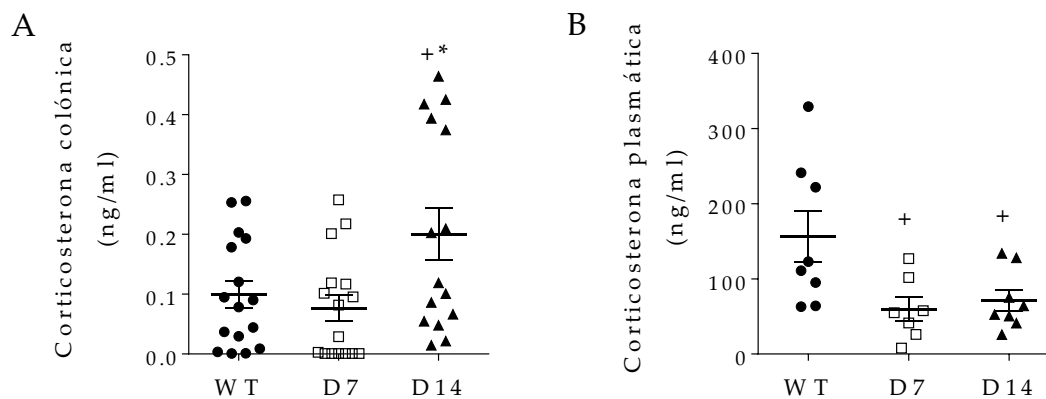 A
Corticosterona colónica
(ng/ml)
0.5
0.4
0.3
0.2
0.1
0.0
+ *
WT
D7
D14
B
Corticosterona plasmática
(ng/ml)
400
300
200
100
0
+
+
WT
D7
D14